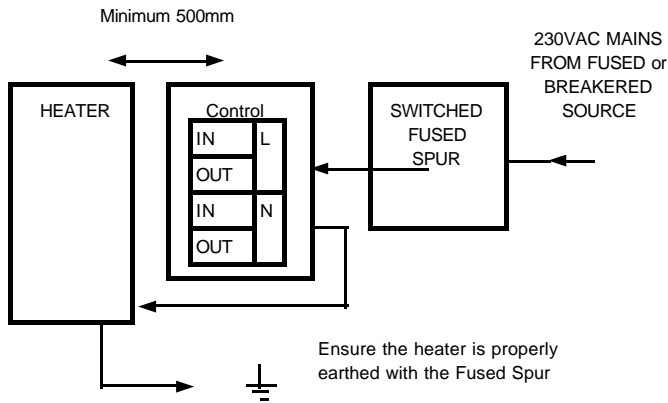 Minimum 500mm
230VAC MAINS
FROM FUSED or
BREAKERED
SOURCE
HEATER
Control
IN L
OUT
IN N
OUT
SWITCHED
FUSED
SPUR
Ensure the heater is properly
earthed with the Fused Spur